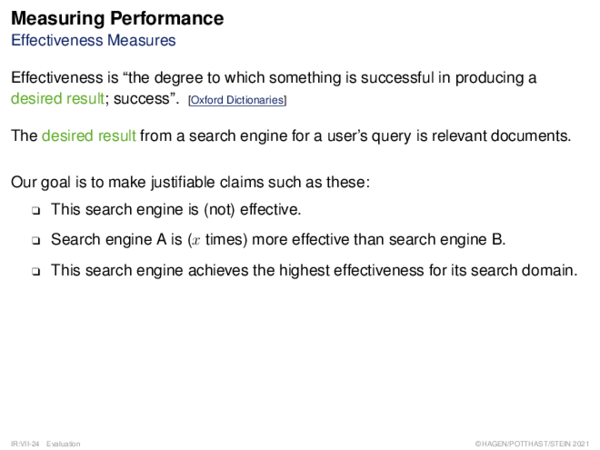 Measuring Performance
Effectiveness Measures
Effectiveness is “the degree to which something is successful in producing a
desired result; success”. [Oxford Dictionaries]
The desired result from a search engine for a user’s query is relevant documents.
Our goal is to make justifiable claims such as these:
❑ This search engine is (not) effective.
❑ Search engine A is (x times) more effective than search engine B.
❑ This search engine achieves the highest effectiveness for its search domain.
IR:VII-24 Evaluation ©HAGEN/POTTHAST/STEIN 2021